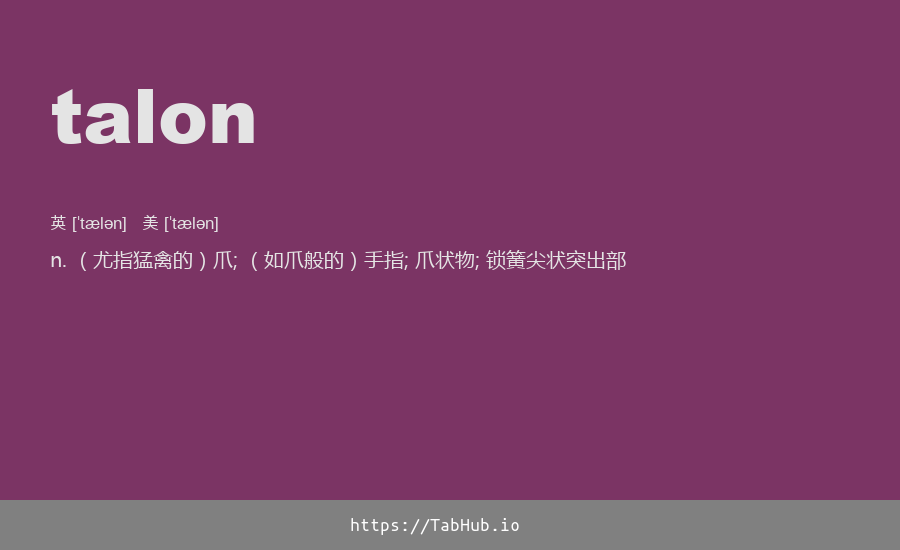 talon
英 [ˈtælən] 美 [ˈtælən]
n. （尤指猛禽的）爪; （如爪般的）手指; 爪状物; 锁簧尖状突出部
https://TabHub.io